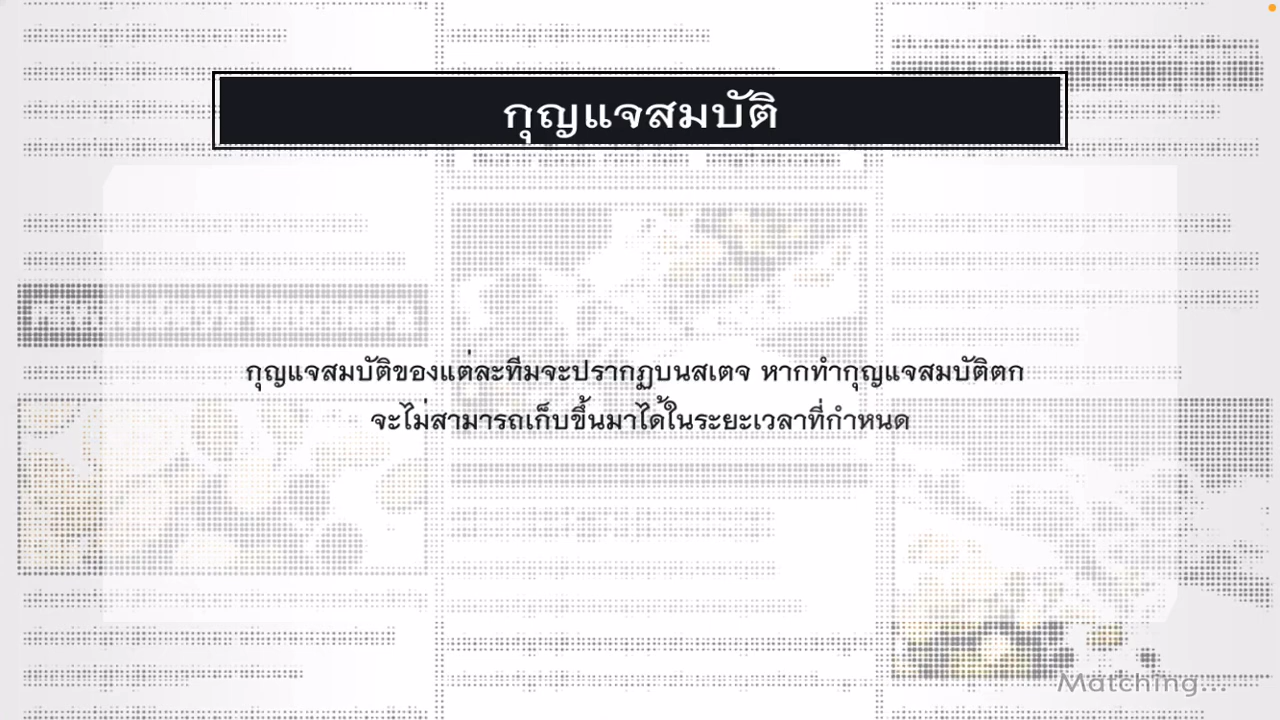 กุญแจสมบัติ
กุญแจสมบัติของแต่ละทีมจะปรากฏบนสเตจ หากทำกุญแจสมบัติตก
จะไม่สามารถเก็บขึ้นมาได้ในระยะเวลาที่กำหนด
Matching...